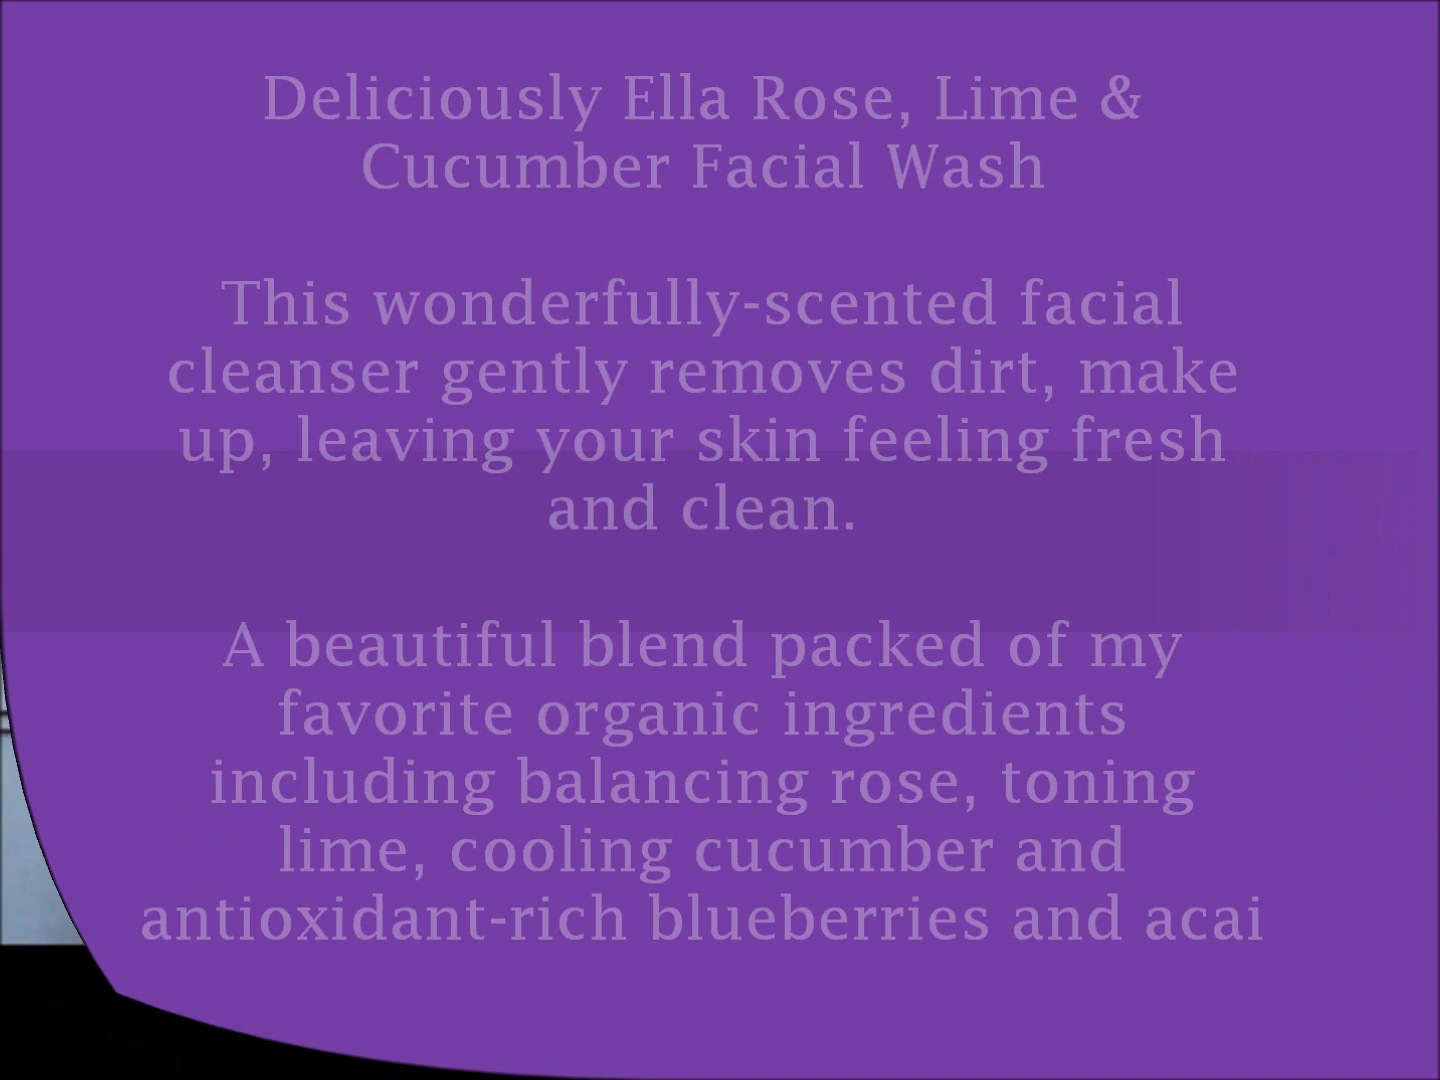 Deliciously Ella Rose, Lime &
Cucumber Facial Wash
This wonderfully-scented facial
cleanser gently removes dirt, make
up, leaving your skin feeling fresh
and clean.
A beautiful blend packed of my
favorite organic ingredients
including balancing rose, toning
lime, cooling cucumber and
antioxidant-rich blueberries and acai